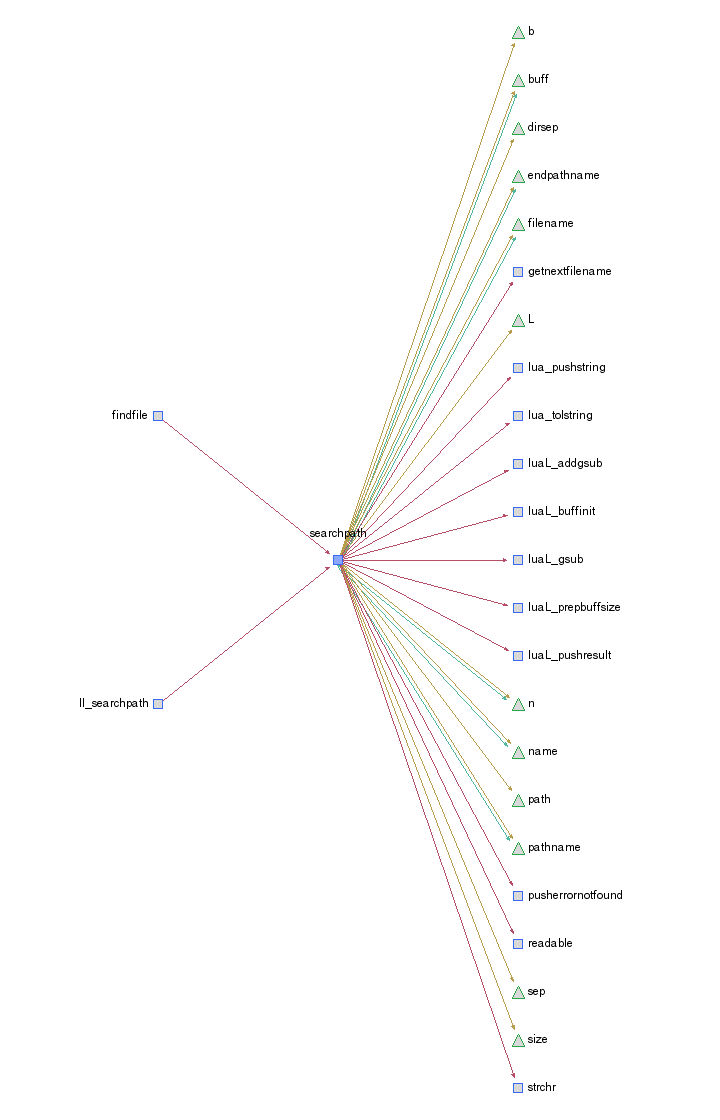 b
buff
dirsep
endpathname
filename
getnextfilename
L
lua_pushstring
findfile
lua_tolstring
luaL_addgsub
luaL_buffinit
searchpath
luaL_gsub
luaL_prepbuffsize
luaL_pushresult
ll_searchpath
n
name
path
pathname
pusherrornotfound
readable
sep
size
strchr